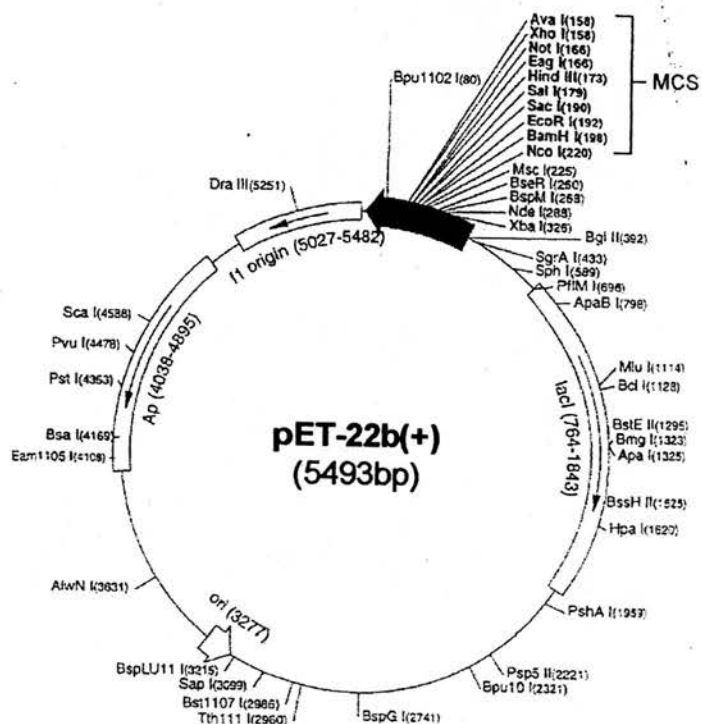 Ava I(158)
Xho I(158)
Not I(166)
Eag I(166)
Hind III(173)
Sal I(179)
Sac I(190)
EcoR I(192)
BamH I(198)
Nco I(220)
MCS
Bpu1102 I(80)
Msc I(225)
BseR I(250)
BspM I(258)
Nde I(288)
Xba I(326)
Bgl II(392)
SgrA I(433)
Sph I(589)
PflM I(696)
ApaB I(798)
Dra III(5251)
f1 origin (5027-5482)
Sca I(4588)
Pvu I(4478)
Pst I(4353)
Bsa I(4169)
Eam1105 I(4108)
Ap (4038-4895)
Mlu I(1114)
Bcl I(1128)
BstE II(1295)
Bmg I(1323)
Apa I(1325)
BssH II(1525)
Hpa I(1620)
lacI (764-1843)
pET-22b(+)
(5493bp)
AlwN I(3631)
ori (3277)
PshA I(1959)
BspLU11 I(3215)
Sap I(3099)
Bst1107 I(2986)
Tth111 I(2960)
BspG I(2741)
Psp5 II(2221)
Bpu10 I(2321)